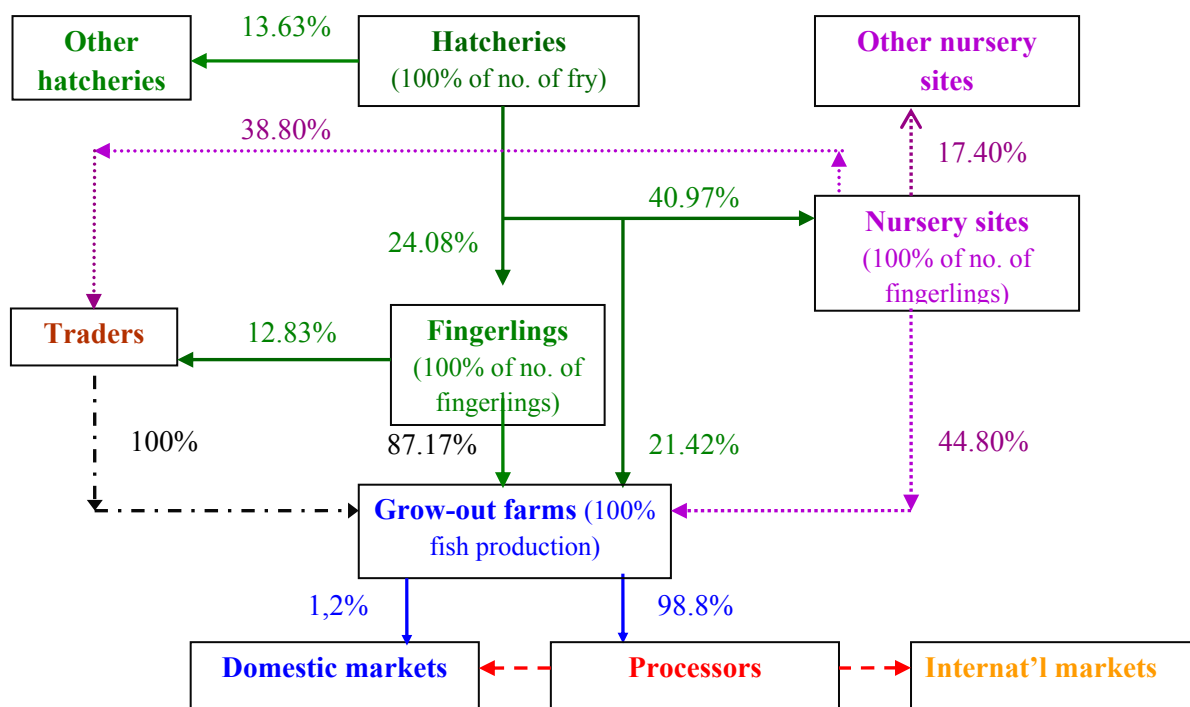 13.63%
Other
hatcheries
Hatcheries
(100% of no. of fry)
Other nursery
sites
38.80%
17.40%
40.97%
24.08%
Nursery sites
(100% of no. of
fingerlings)
Traders
12.83%
Fingerlings
(100% of no. of
fingerlings)
100%
87.17%
21.42%
44.80%
Grow-out farms (100%
fish production)
1,2%
98.8%
Domestic markets
Processors
Internat’l markets